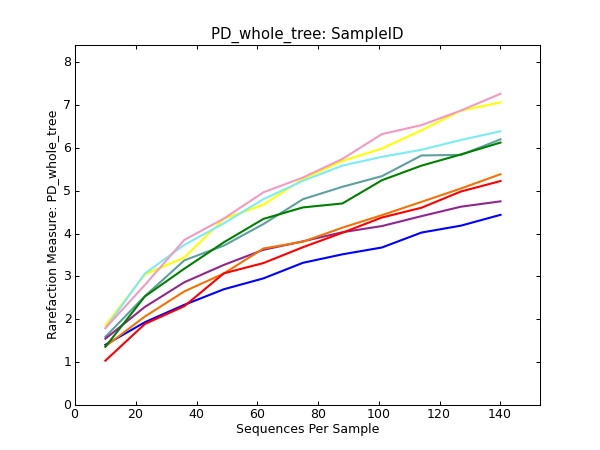 PD_whole_tree: SampleID
8
7
6
5
4
3
2
1
0
Rarefaction Measure: PD_whole_tree
0 20 40 60 80 100 120 140
Sequences Per Sample